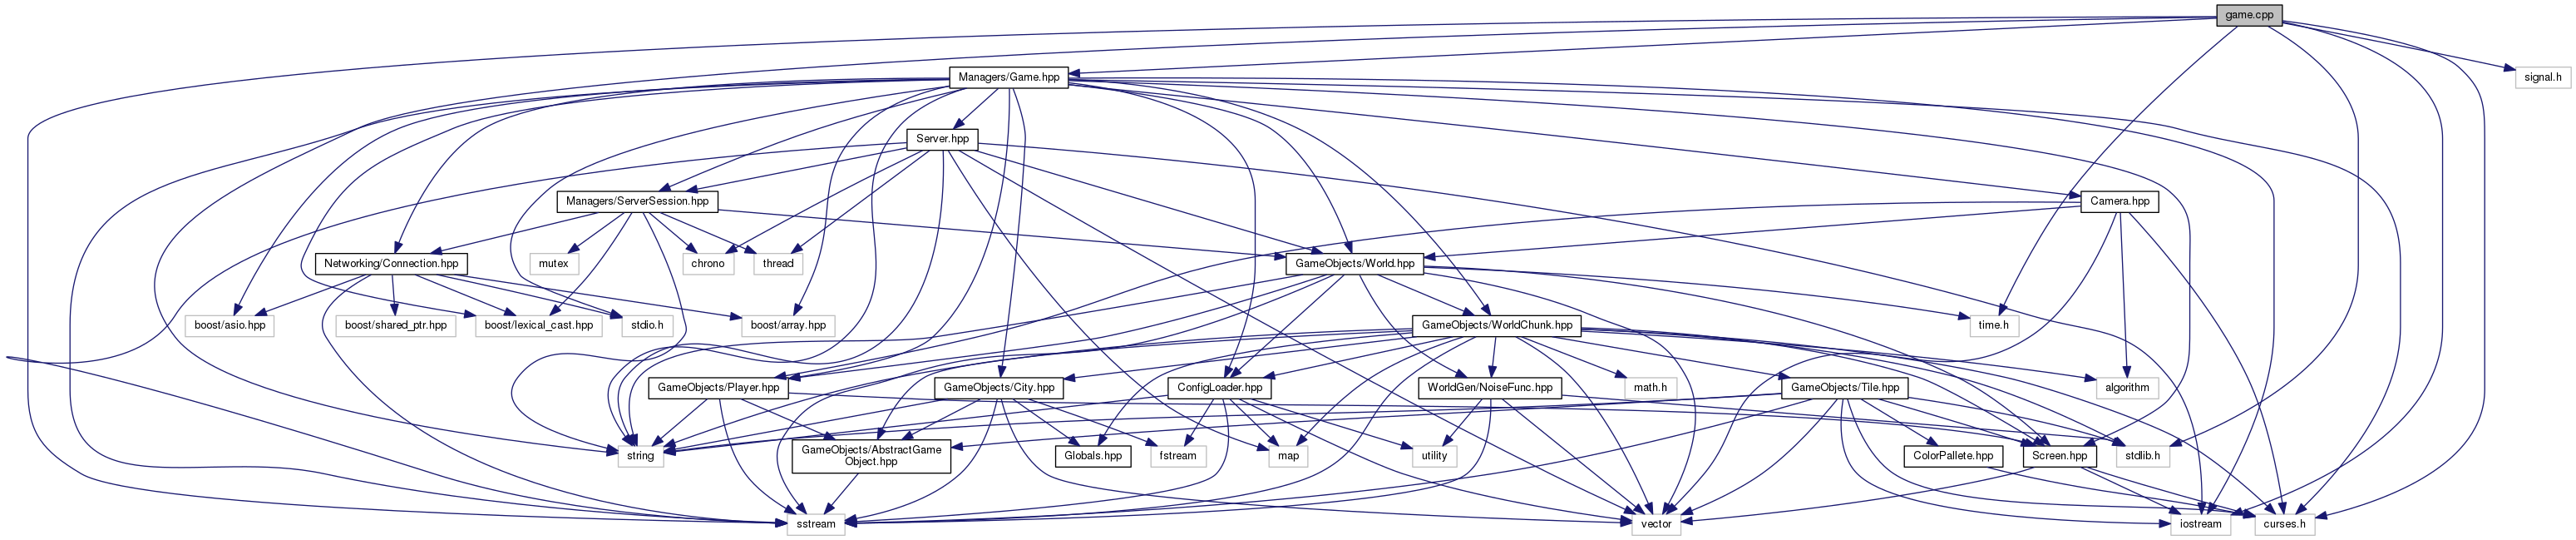 game.cpp
Managers/Game.hpp
signal.h
Server.hpp
Managers/ServerSession.hpp
Camera.hpp
Networking/Connection.hpp
mutex
chrono
thread
GameObjects/World.hpp
boost/asio.hpp
boost/shared_ptr.hpp
boost/lexical_cast.hpp
stdio.h
boost/array.hpp
GameObjects/WorldChunk.hpp
time.h
GameObjects/Player.hpp
GameObjects/City.hpp
ConfigLoader.hpp
WorldGen/NoiseFunc.hpp
math.h
GameObjects/Tile.hpp
algorithm
string
GameObjects/AbstractGame
Object.hpp
Globals.hpp
fstream
map
utility
ColorPallete.hpp
Screen.hpp
stdlib.h
sstream
vector
iostream
curses.h